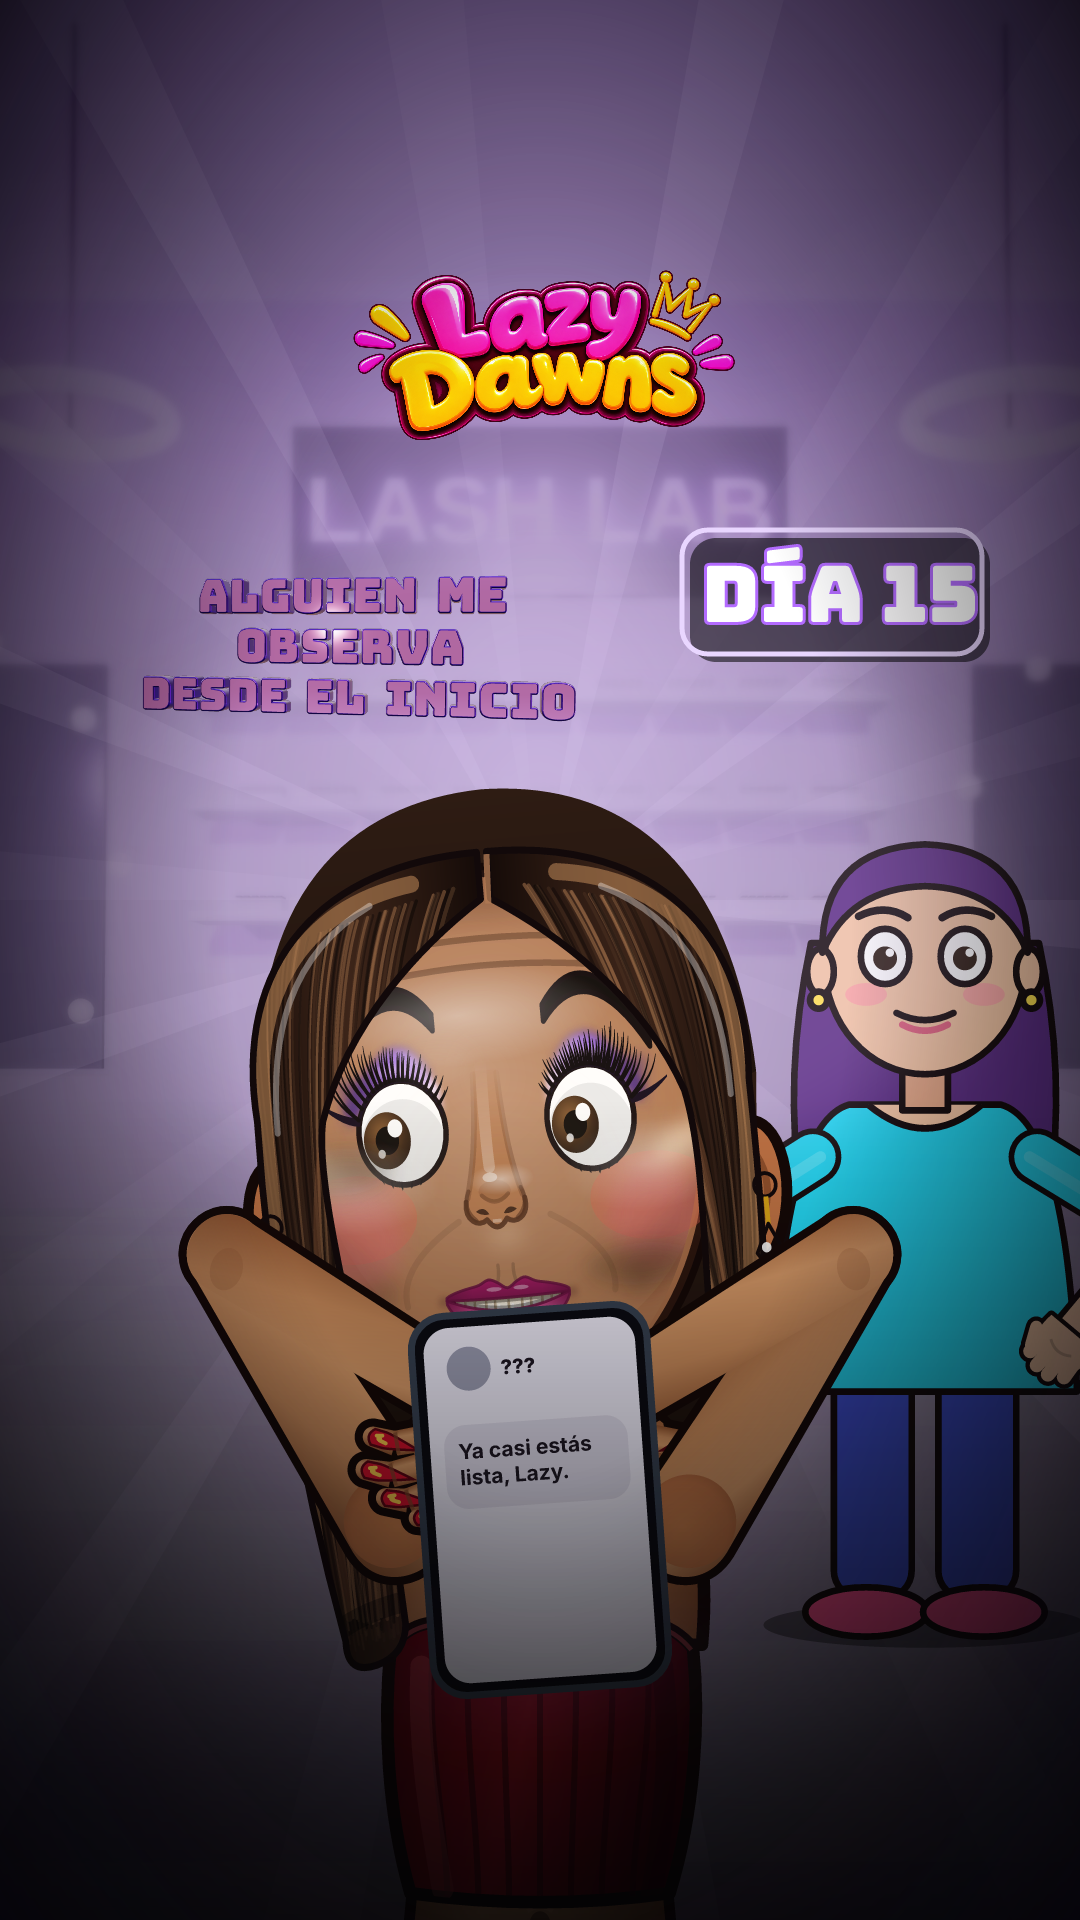 Lazy
Dawns
LASH LAB
DÍA 15
ALGUIEN ME
OBSERVA
DESDE EL INICIO
???
Ya casi estás
lista, Lazy.